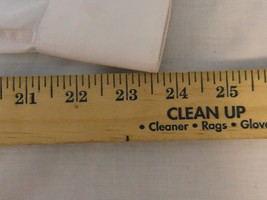 21 22 23 24 25
CLEAN UP
• Cleaner • Rags • Glove